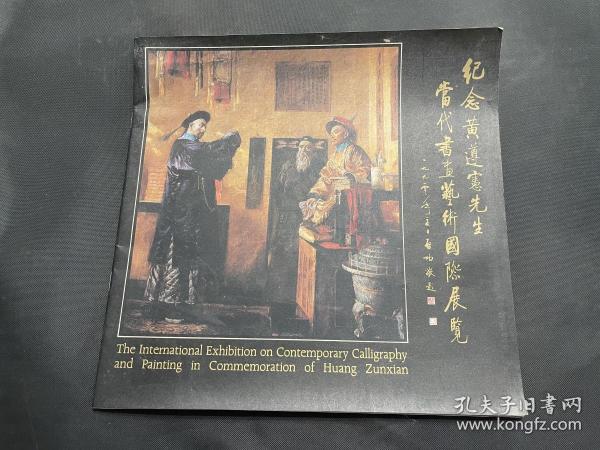 纪念黄遵憲先生
當代書畫藝術國際展覽
The International Exhibition on Contemporary Calligraphy
and Painting in Commemoration of Huang Zunxian
孔夫子旧书网
www.kongfz.com